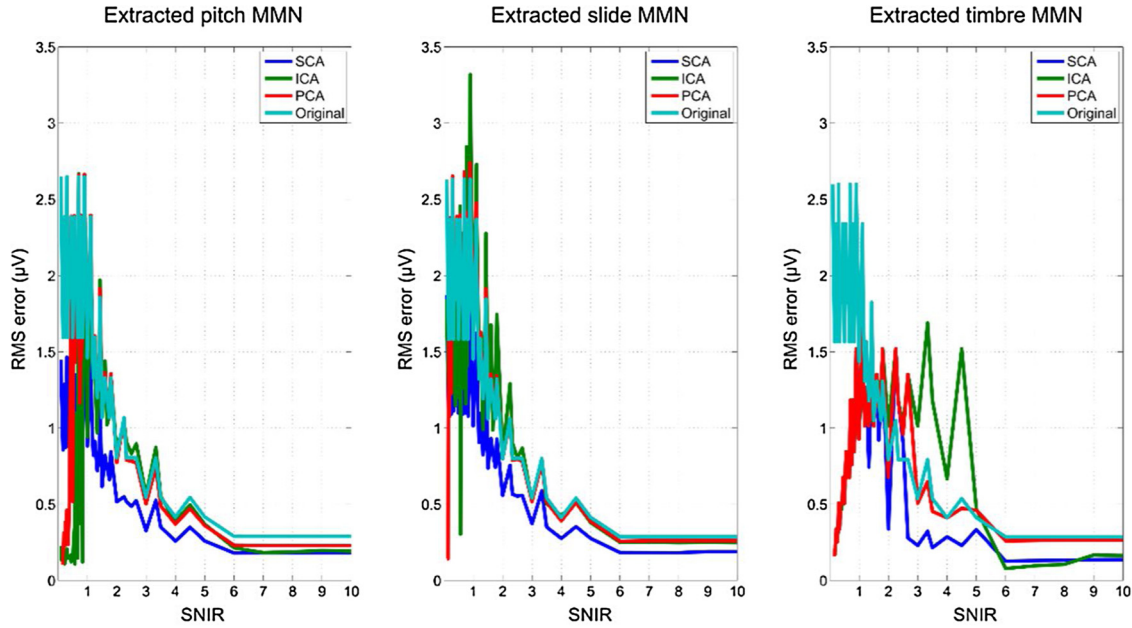 Extracted pitch MMN
3.5
3
2.5
2
1.5
1
0.5
0
RMS error (μV)
SCA
ICA
PCA
Original
1 2 3 4 5 6 7 8 9 10
SNIR
Extracted slide MMN
3.5
3
2.5
2
1.5
1
0.5
0
RMS error (μV)
SCA
ICA
PCA
Original
1 2 3 4 5 6 7 8 9 10
SNIR
Extracted timbre MMN
3.5
3
2.5
2
1.5
1
0.5
0
RMS error (μV)
SCA
ICA
PCA
Original
1 2 3 4 5 6 7 8 9 10
SNIR